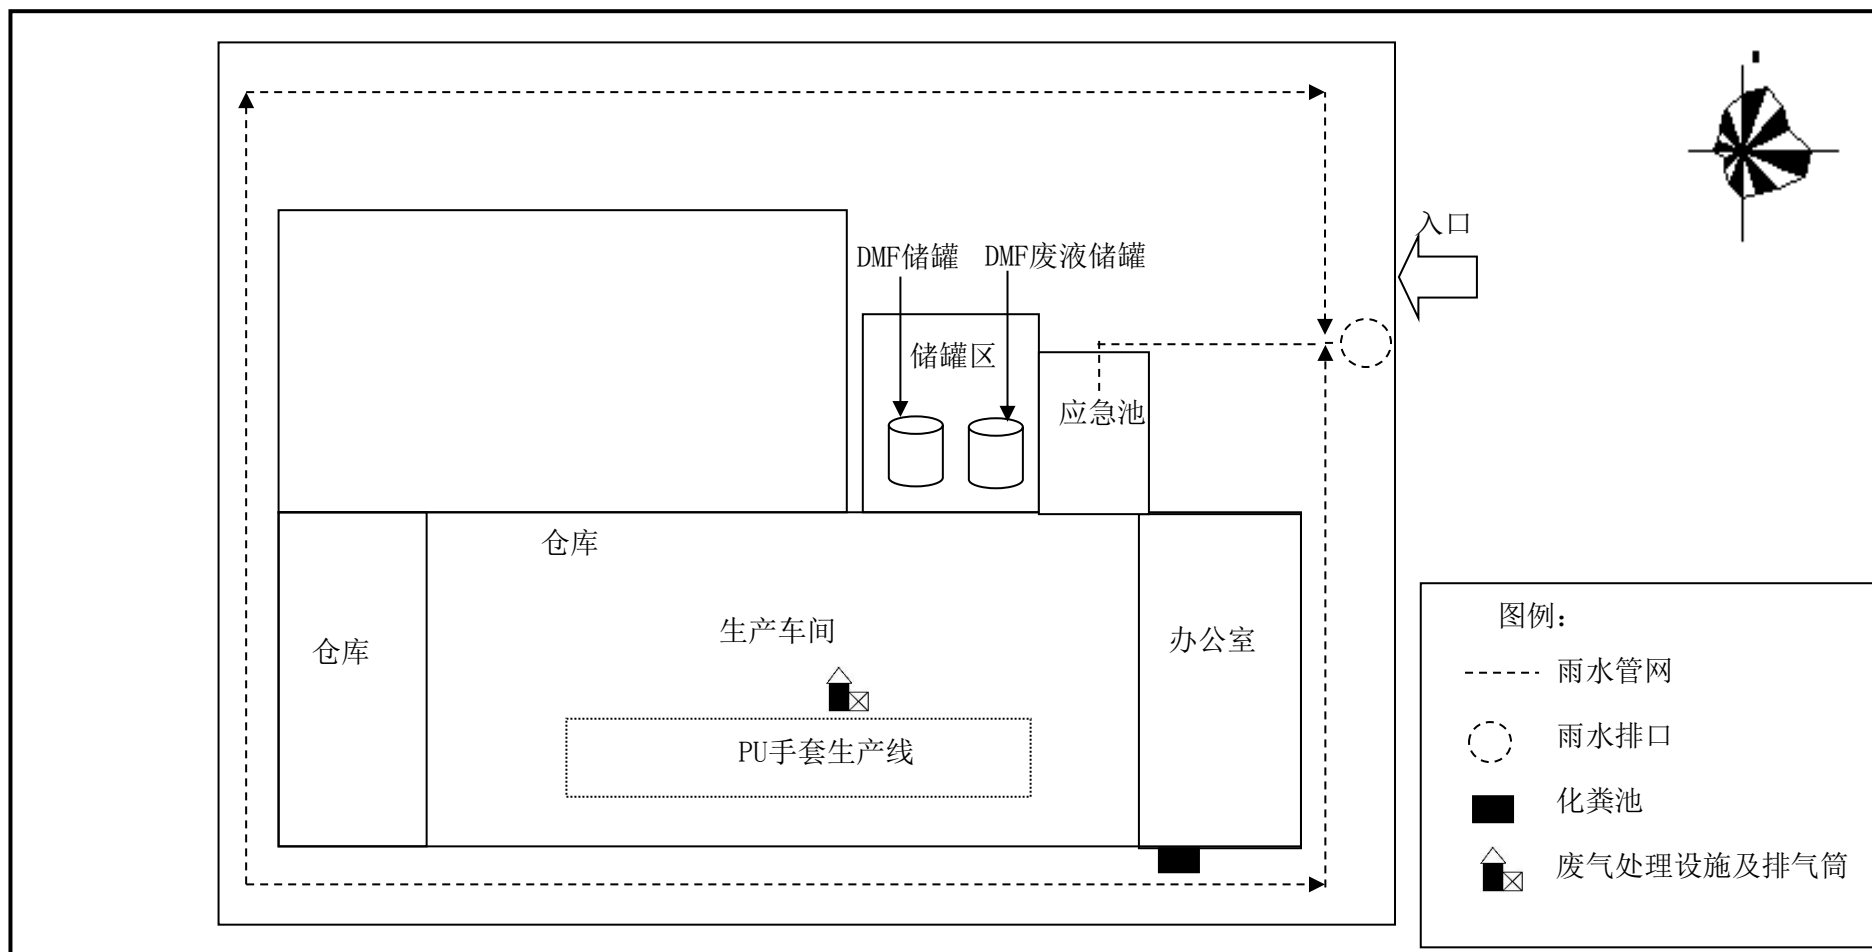 入口
DMF储罐
DMF废液储罐
储罐区
应急池
仓库
生产车间
仓库
办公室
PU手套生产线
图例：
雨水管网
雨水排口
化粪池
废气处理设施及排气筒